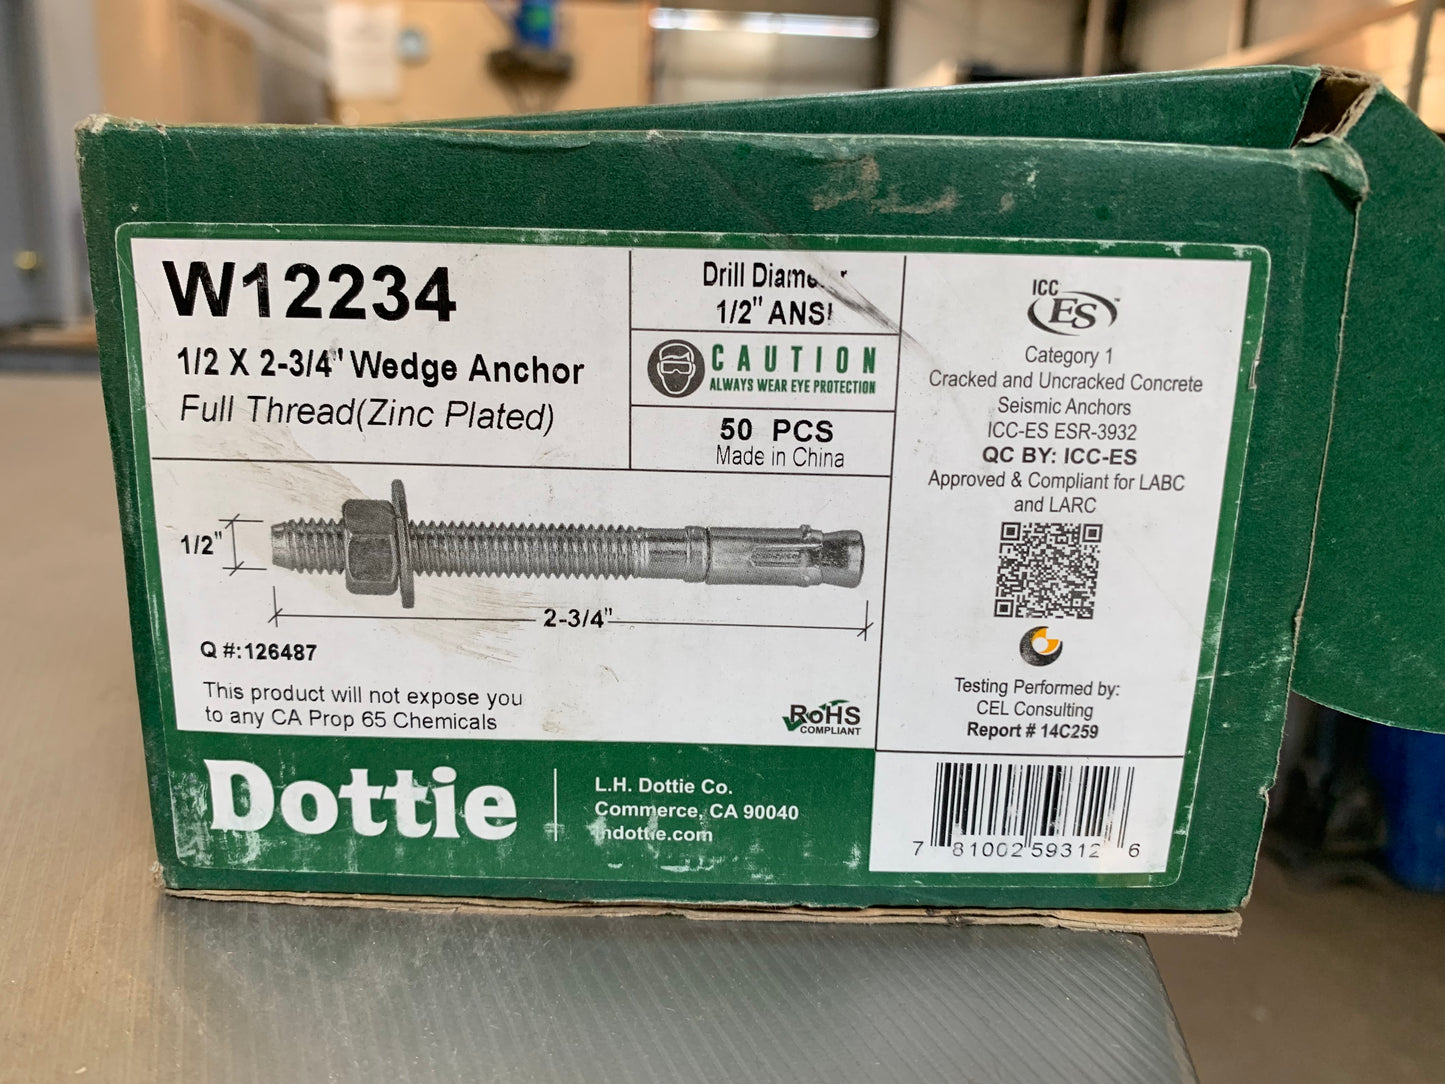 W12234
1/2 X 2-3/4" Wedge Anchor
Full Thread(Zinc Plated)
Drill
1/2" ANSI
CAUTION
ALWAYS WEAR EYE PROTECTION
50 PCS
Made in China
1/2"
2-3/4"
Q #:126487
This product will not expose you
to any CA Prop 65 Chemicals
RoHS
COMPLIANT
ICC
ES
Category 1
Cracked and Uncracked Concrete
Seismic Anchors
ICC-ES ESR-3932
QC BY: ICC-ES
Approved & Compliant for LABC
and LARC
Testing Performed by:
CEL Consulting
Report # 14C259
Dottie
L.H. Dottie Co.
Commerce, CA 90040
7 81002 59312 6